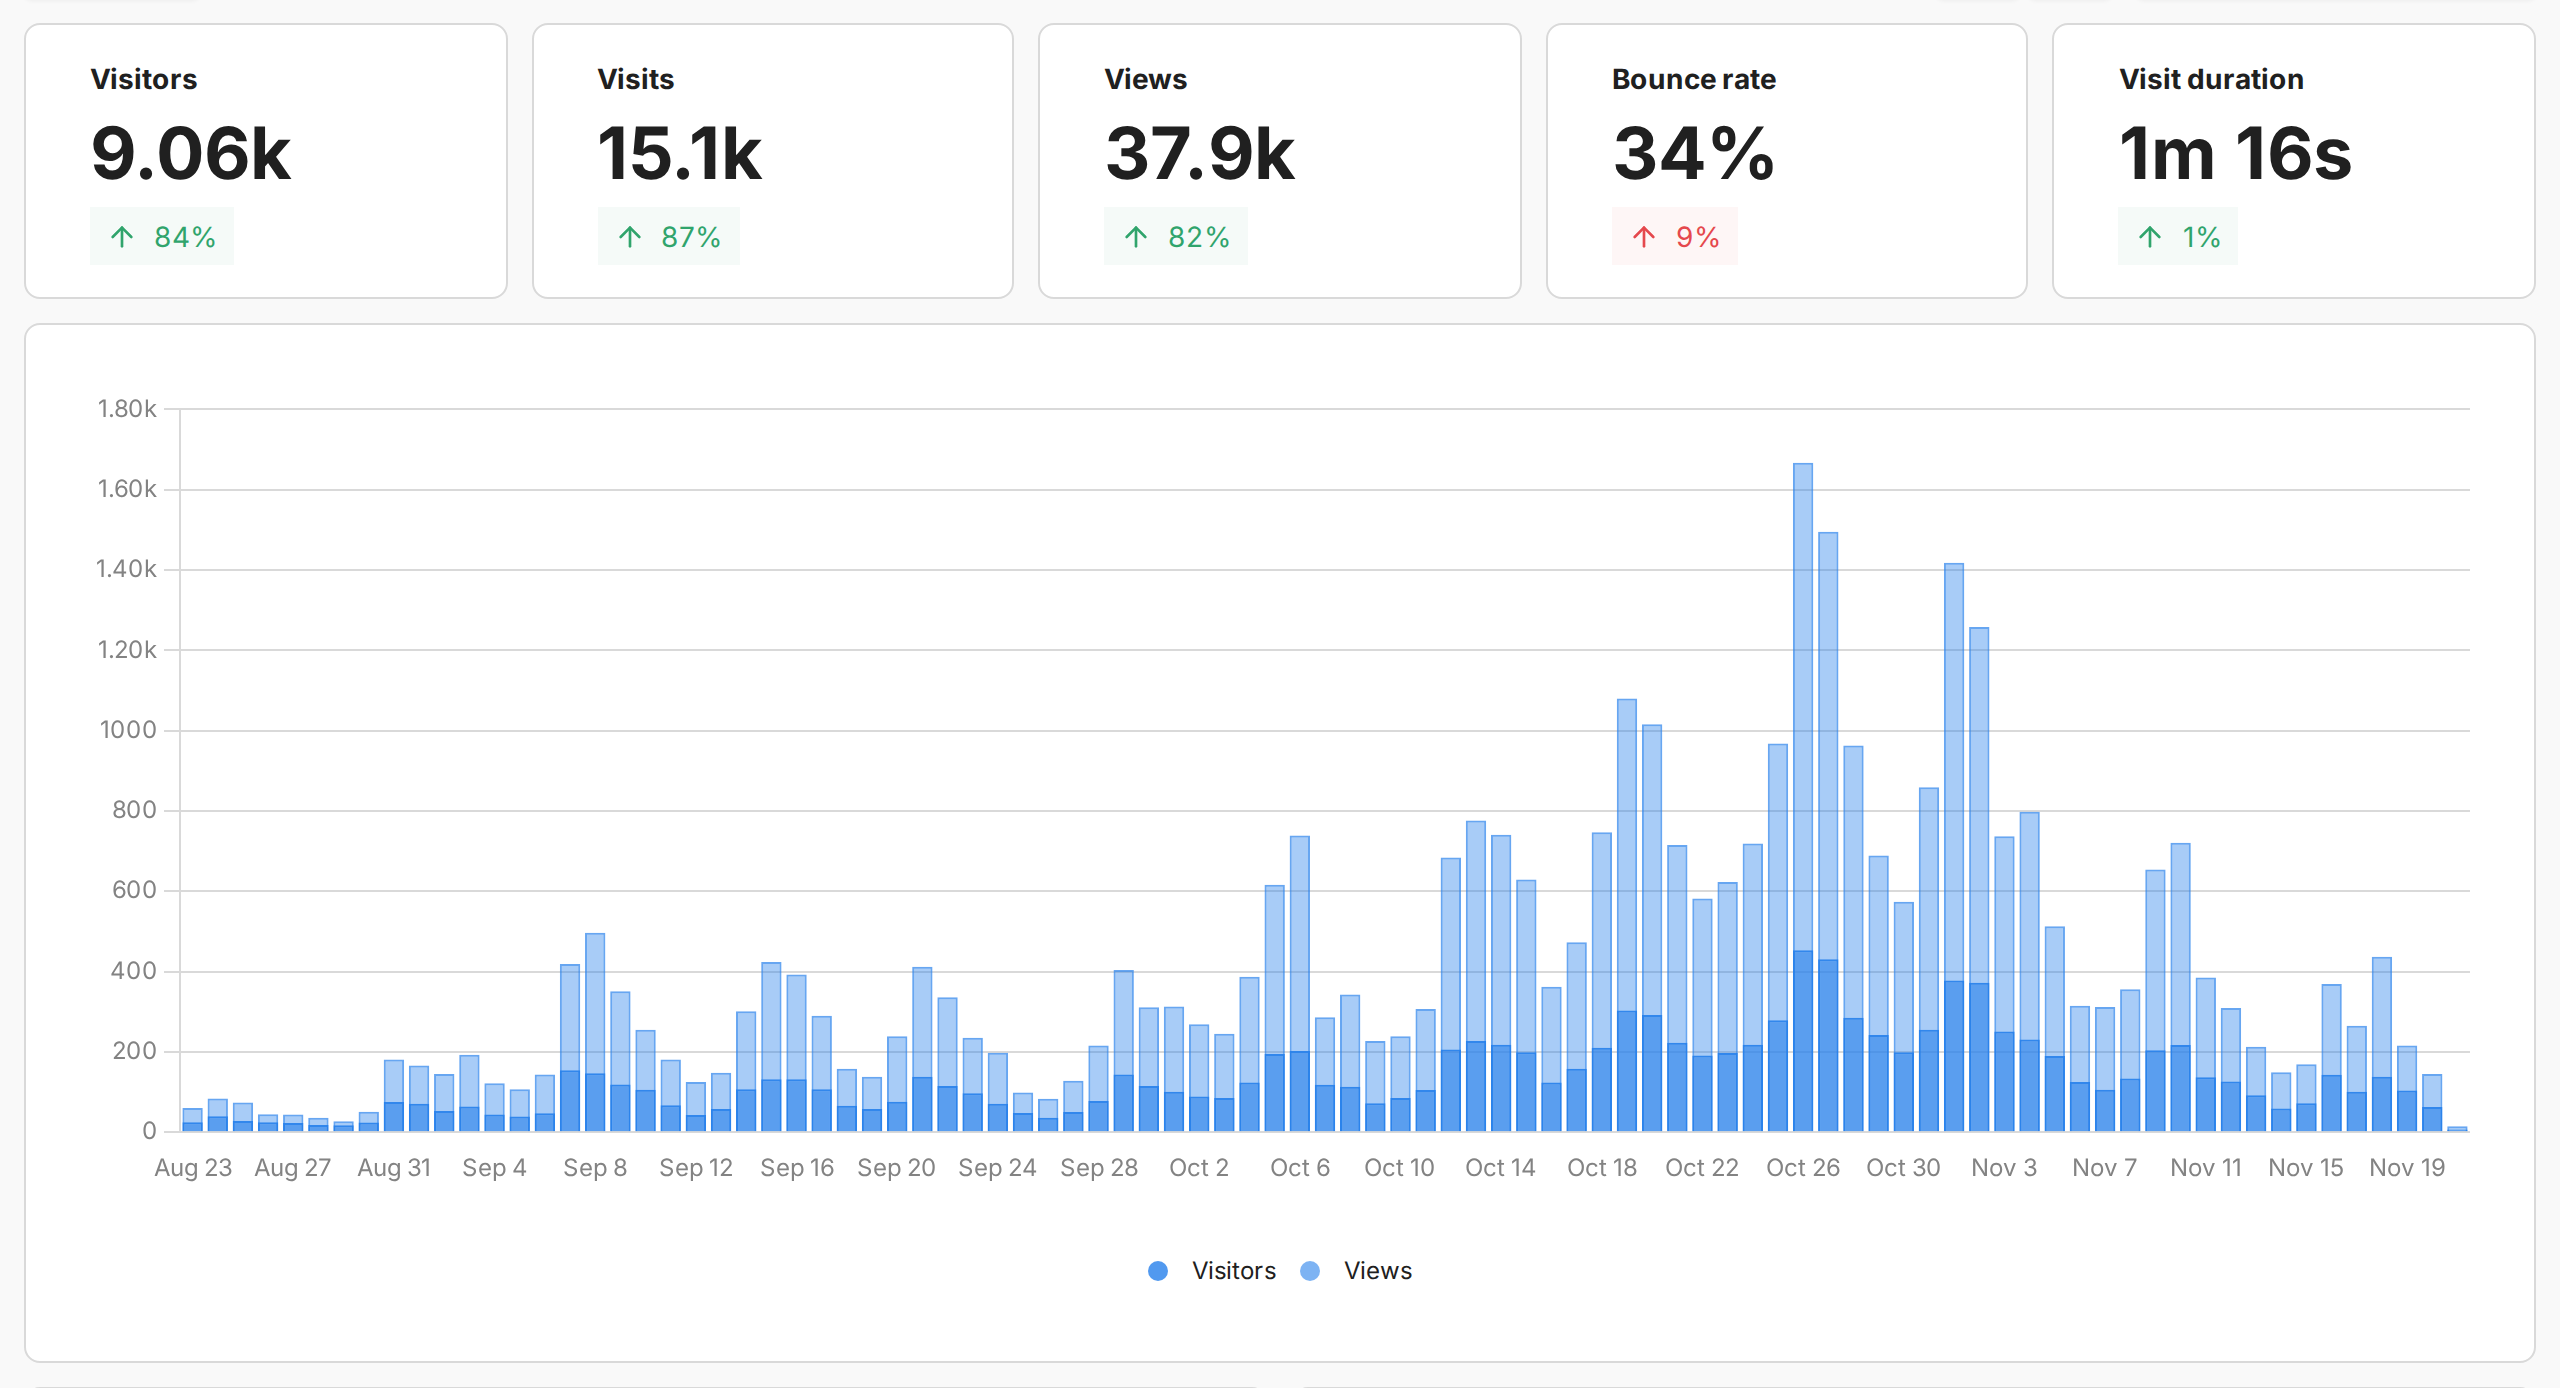 Visitors
9.06k
↑ 84%
Visits
15.1k
↑ 87%
Views
37.9k
↑ 82%
Bounce rate
34%
↑ 9%
Visit duration
1m 16s
↑ 1%
1.80k
1.60k
1.40k
1.20k
1000
800
600
400
200
0
Aug 23 Aug 27 Aug 31 Sep 4 Sep 8 Sep 12 Sep 16 Sep 20 Sep 24 Sep 28 Oct 2 Oct 6 Oct 10 Oct 14 Oct 18 Oct 22 Oct 26 Oct 30 Nov 3 Nov 7 Nov 11 Nov 15 Nov 19
Visitors Views